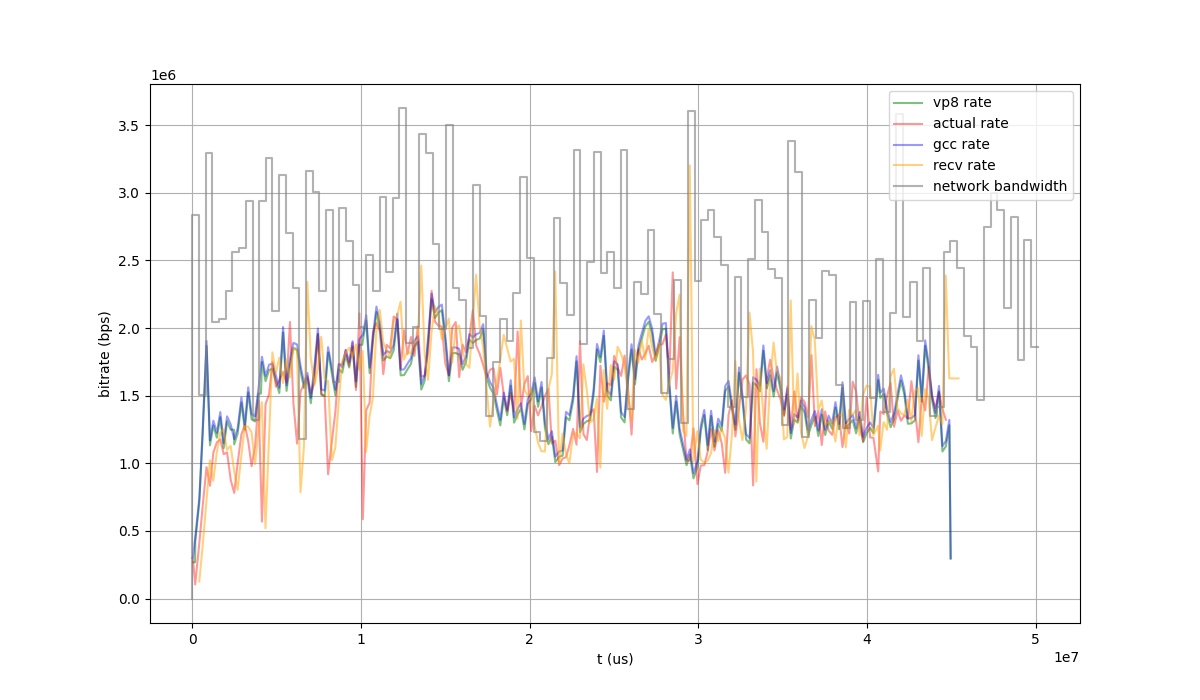 1e6
vp8 rate
actual rate
gcc rate
recv rate
network bandwidth
3.5
3.0
2.5
2.0
1.5
1.0
0.5
0.0
bitrate (bps)
0 1 2 3 4 5
t (us)
1e7